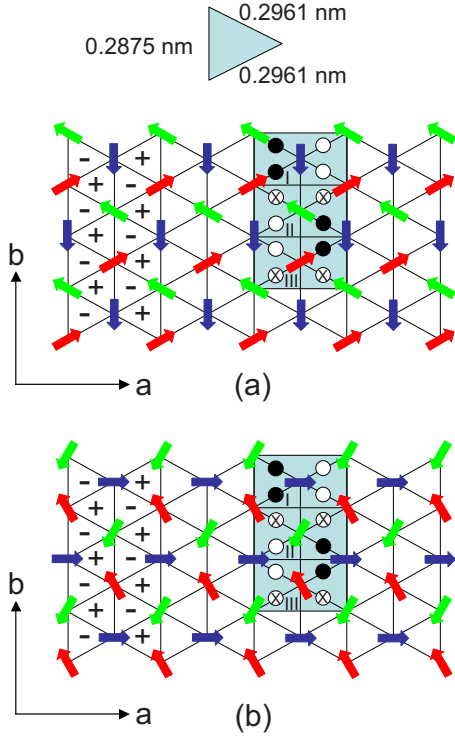 0.2961 nm
0.2875 nm
0.2961 nm
- +
+ -
I
- +
+ - +
II
- +
+ -
III
- +
b
a
(a)
- +
+ -
I
- +
+ - +
II
- +
+ -
III
- +
b
a
(b)